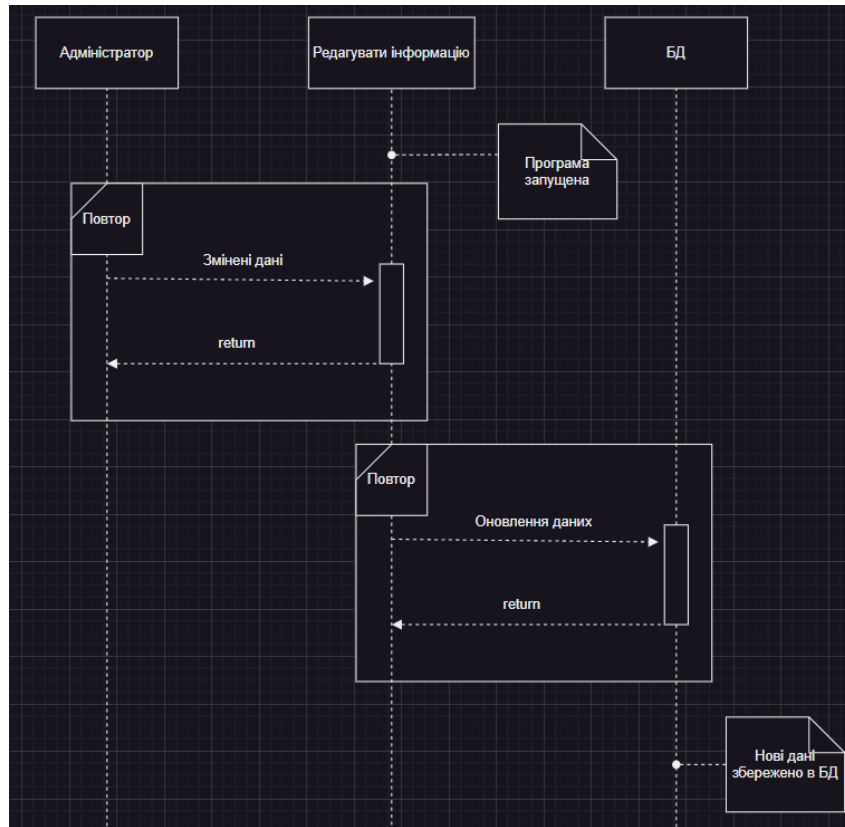 Адміністратор
Редагувати інформацію
БД
Програма
запущена
Повтор
Змінені дані
return
Повтор
Оновлення даних
return
Нові дані
збережено в БД